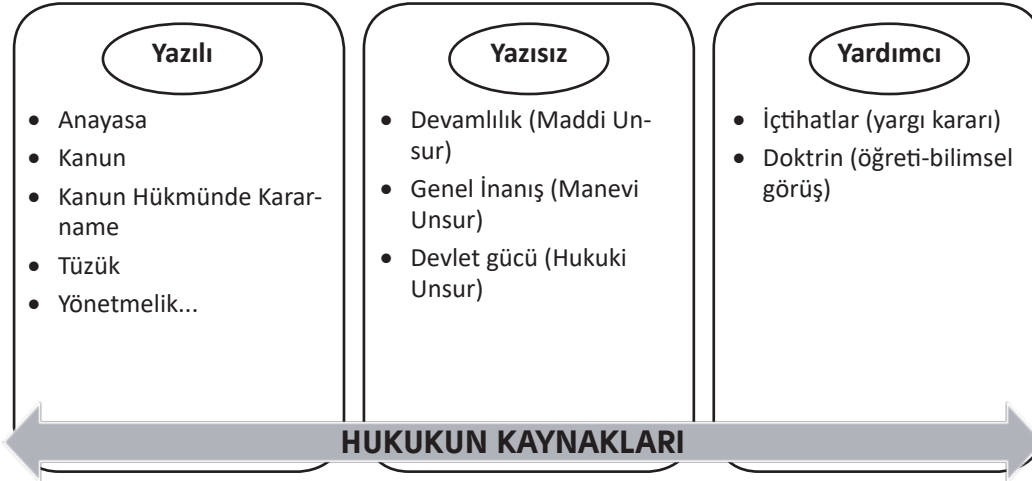 Yazılı
• Anayasa
• Kanun
• Kanun Hükmünde Karar-
name
• Tüzük
• Yönetmelik...
Yazısız
• Devamlılık (Maddi Un-
sur)
• Genel İnanış (Manevi
Unsur)
• Devlet gücü (Hukuki
Unsur)
Yardımcı
• İçtihatlar (yargı kararı)
• Doktrin (öğreti-bilimsel
görüş)
HUKUKUN KAYNAKLARI